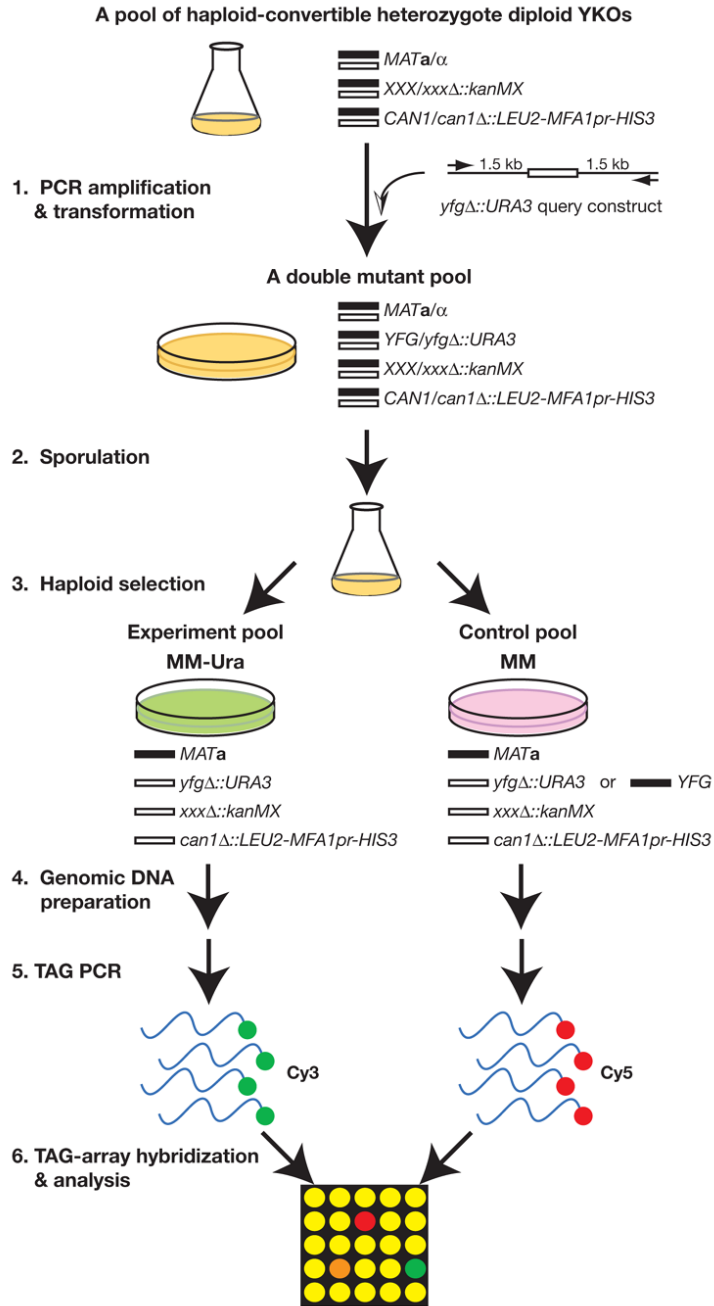 A pool of haploid-convertible heterozygote diploid YKOs
MATa/α
XXX/xxxΔ::kanMX
CAN1/can1Δ::LEU2-MFA1pr-HIS3
1. PCR amplification
& transformation
1.5 kb 1.5 kb
yfgΔ::URA3 query construct
A double mutant pool
MATa/α
YFG/yfgΔ::URA3
XXX/xxxΔ::kanMX
CAN1/can1Δ::LEU2-MFA1pr-HIS3
2. Sporulation
3. Haploid selection
Experiment pool
MM-Ura
MATa
yfgΔ::URA3
xxxΔ::kanMX
can1Δ::LEU2-MFA1pr-HIS3
Control pool
MM
MATa
yfgΔ::URA3 or YFG
xxxΔ::kanMX
can1Δ::LEU2-MFA1pr-HIS3
4. Genomic DNA
preparation
5. TAG PCR
Cy3
Cy5
6. TAG-array hybridization
& analysis